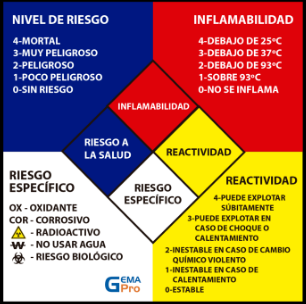 NIVEL DE RIESGO
4-MORTAL
3-MUY PELIGROSO
2-PELIGROSO
1-POCO PELIGROSO
0-SIN RIESGO
INFLAMABILIDAD
4-DEBAJO DE 25ºC
3-DEBAJO DE 37ºC
2-DEBAJO DE 93ºC
1-SOBRE 93ºC
0-NO SE INFLAMA
INFLAMABILIDAD
RIESGO A
LA SALUD
REACTIVIDAD
RIESGO
ESPECÍFICO
RIESGO
ESPECÍFICO
OX - OXIDANTE
COR - CORROSIVO
- RADIOACTIVO
W - NO USAR AGUA
- RIESGO BIOLÓGICO
REACTIVIDAD
4-PUEDE EXPLOTAR
SÚBITAMENTE
3-PUEDE EXPLOTAR EN
CASO DE CHOQUE O
CALENTAMIENTO
2-INESTABLE EN CASO DE CAMBIO
QUÍMICO VIOLENTO
1-INESTABLE EN CASO DE
CALENTAMIENTO
0-ESTABLE
GEMA
Pro